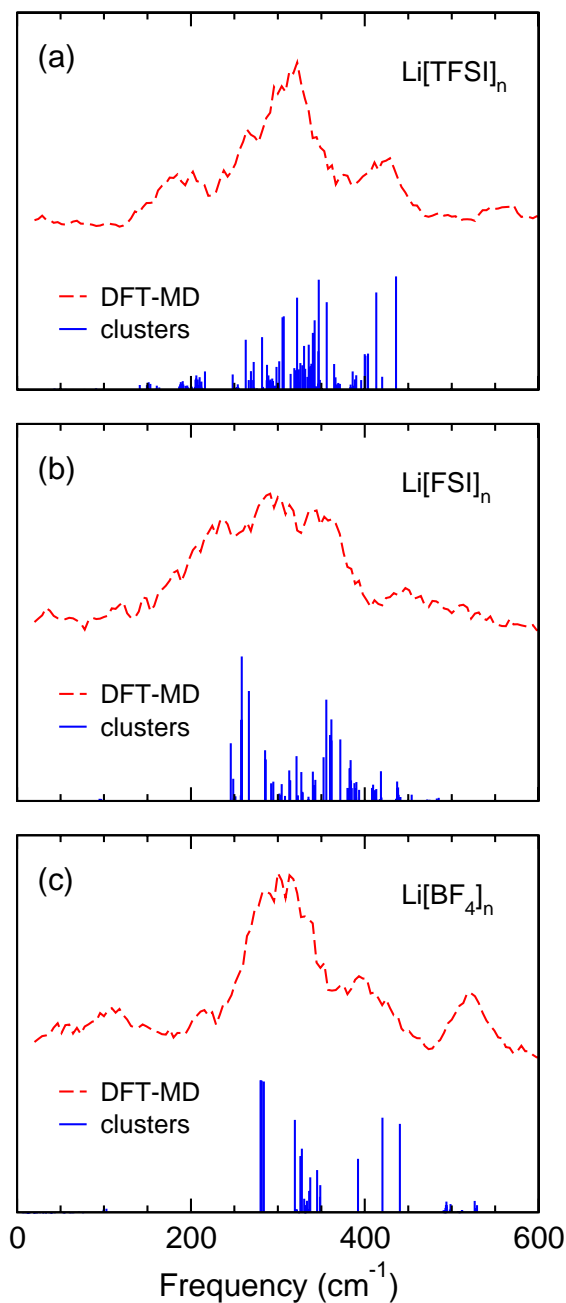 (a)
Li[TFSI]n
DFT-MD
clusters
(b)
Li[FSI]n
DFT-MD
clusters
(c)
Li[BF4]n
DFT-MD
clusters
0 200 400 600
Frequency (cm-1)